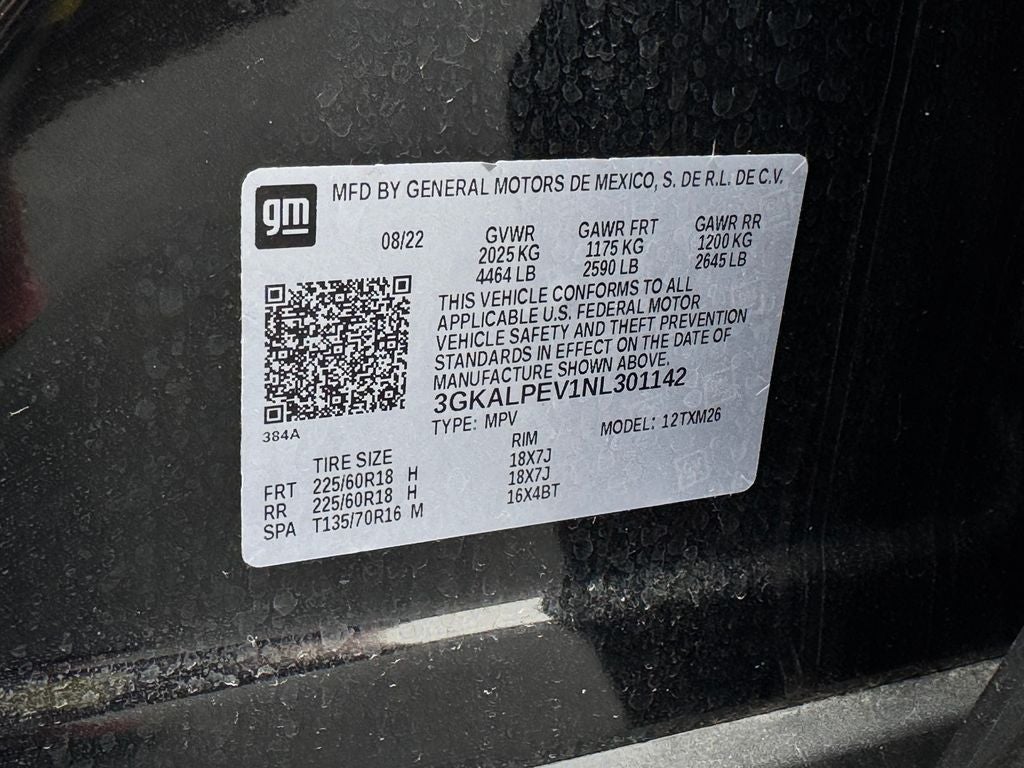 gm
MFD BY GENERAL MOTORS DE MEXICO, S. DE R.L. DE C.V.
08/22
GVWR GAWR FRT GAWR RR
2025 KG 1175 KG 1200 KG
4464 LB 2590 LB 2645 LB
THIS VEHICLE CONFORMS TO ALL
APPLICABLE U.S. FEDERAL MOTOR
VEHICLE SAFETY AND THEFT PREVENTION
STANDARDS IN EFFECT ON THE DATE OF
MANUFACTURE SHOWN ABOVE.
3GKALPEV1NL301142
TYPE: MPV MODEL: 12TXM26
384A
TIRE SIZE RIM
FRT 225/60R18 H 18X7J
RR 225/60R18 H 18X7J
SPA T135/70R16 M 16X4BT